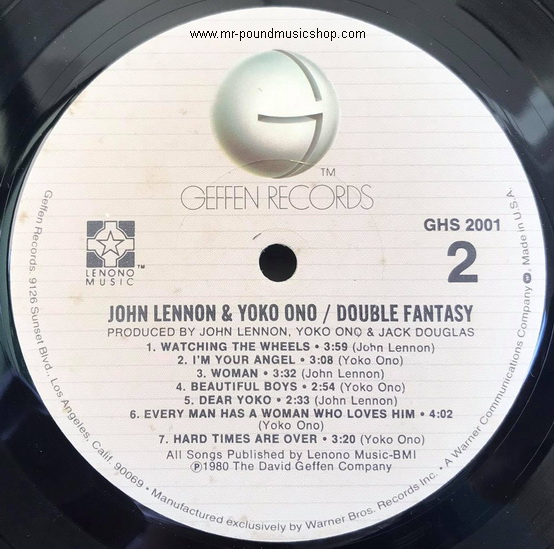 www.mr-poundmusicshop.com
TM
GEFFEN RECORDS
LENONO
MUSIC
TM
GHS 2001
2
JOHN LENNON & YOKO ONO / DOUBLE FANTASY
PRODUCED BY JOHN LENNON, YOKO ONO & JACK DOUGLAS
1. WATCHING THE WHEELS • 3:59 (John Lennon)
2. I'M YOUR ANGEL • 3:08 (Yoko Ono)
3. WOMAN • 3:32 (John Lennon)
4. BEAUTIFUL BOYS • 2:54 (Yoko Ono)
5. DEAR YOKO • 2:33 (John Lennon)
6. EVERY MAN HAS A WOMAN WHO LOVES HIM • 4:02
(Yoko Ono)
7. HARD TIMES ARE OVER • 3:20 (Yoko Ono)
All Songs Published by Lenono Music-BMI
℗1980 The David Geffen Company
Geffen Records, 9126 Sunset Blvd., Los Angeles, Calif. 90069 • Manufactured exclusively by Warner Bros. Records Inc. • A Warner Communications Company, Made in U.S.A.